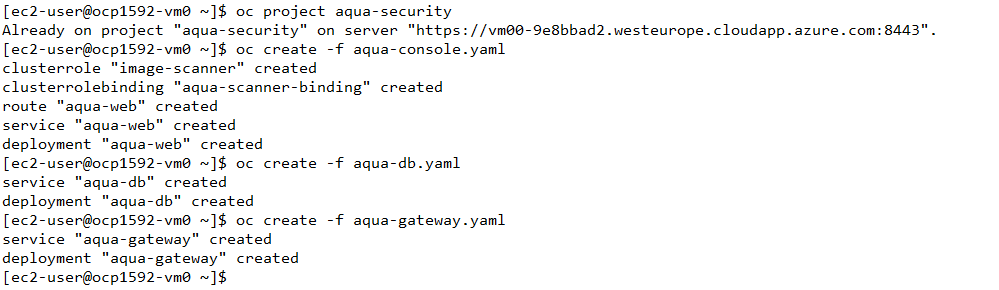 [ec2-user@ocp1592-vm0 ~]$ oc project aqua-security
Already on project "aqua-security" on server "https://vm00-9e8bbad2.westeurope.cloudapp.azure.com:8443".
[ec2-user@ocp1592-vm0 ~]$ oc create -f aqua-console.yaml
clusterrole "image-scanner" created
clusterrolebinding "aqua-scanner-binding" created
route "aqua-web" created
service "aqua-web" created
deployment "aqua-web" created
[ec2-user@ocp1592-vm0 ~]$ oc create -f aqua-db.yaml
service "aqua-db" created
deployment "aqua-db" created
[ec2-user@ocp1592-vm0 ~]$ oc create -f aqua-gateway.yaml
service "aqua-gateway" created
deployment "aqua-gateway" created
[ec2-user@ocp1592-vm0 ~]$